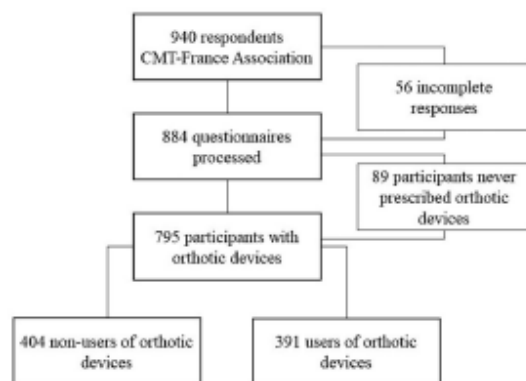 940 respondents
CMT-France Association
56 incomplete
responses
884 questionnaires
processed
89 participants never
prescribed orthotic
devices
795 participants with
orthotic devices
404 non-users of orthotic
devices
391 users of orthotic
devices